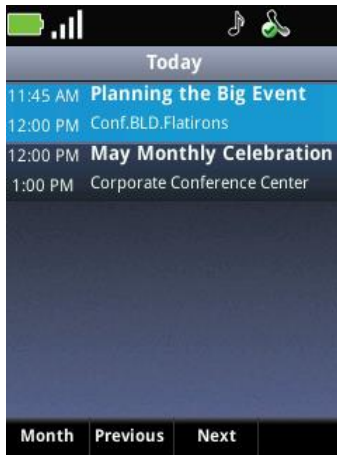 Today
11:45 AM Planning the Big Event
12:00 PM Conf.BLD.Flatirons
12:00 PM May Monthly Celebration
1:00 PM Corporate Conference Center
Month Previous Next